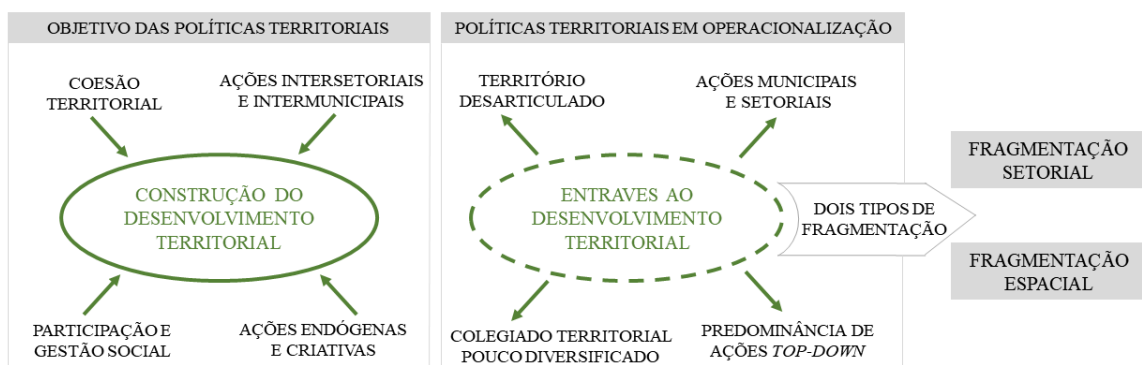 OBJETIVO DAS POLÍTICAS TERRITORIAIS
COESÃO
TERRITORIAL
AÇÕES INTERSETORIAIS
E INTERMUNICIPAIS
CONSTRUÇÃO DO
DESENVOLVIMENTO
TERRITORIAL
PARTICIPAÇÃO E
GESTÃO SOCIAL
AÇÕES ENDÓGENAS
E CRIATIVAS
POLÍTICAS TERRITORIAIS EM OPERACIONALIZAÇÃO
TERRITÓRIO
DESARTICULADO
AÇÕES MUNICIPAIS
E SETORIAIS
ENTRAVES AO
DESENVOLVIMENTO
TERRITORIAL
COLEGIADO TERRITORIAL
POUCO DIVERSIFICADO
PREDOMINÂNCIA DE
AÇÕES TOP-DOWN
DOIS TIPOS DE
FRAGMENTAÇÃO
FRAGMENTAÇÃO
SETORIAL
FRAGMENTAÇÃO
ESPACIAL